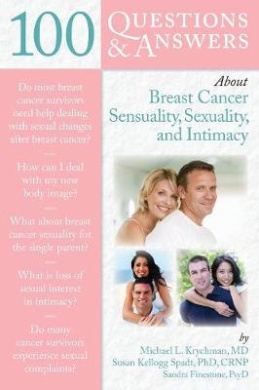 100 QUESTIONS
& ANSWERS
About
Breast Cancer
Sensuality, Sexuality,
and Intimacy
Do most breast
cancer survivors
need help dealing
with sexual changes
after breast cancer?
How can I deal
with my new
body image?
What about breast
cancer sexuality for
the single parent?
What is loss of
sexual interest
in intimacy?
Do many
cancer survivors
experience sexual
complaints?
by
Michael L. Krychman, MD
Susan Kellogg Spadt, PhD, CRNP
Sandra Finestone, PsyD